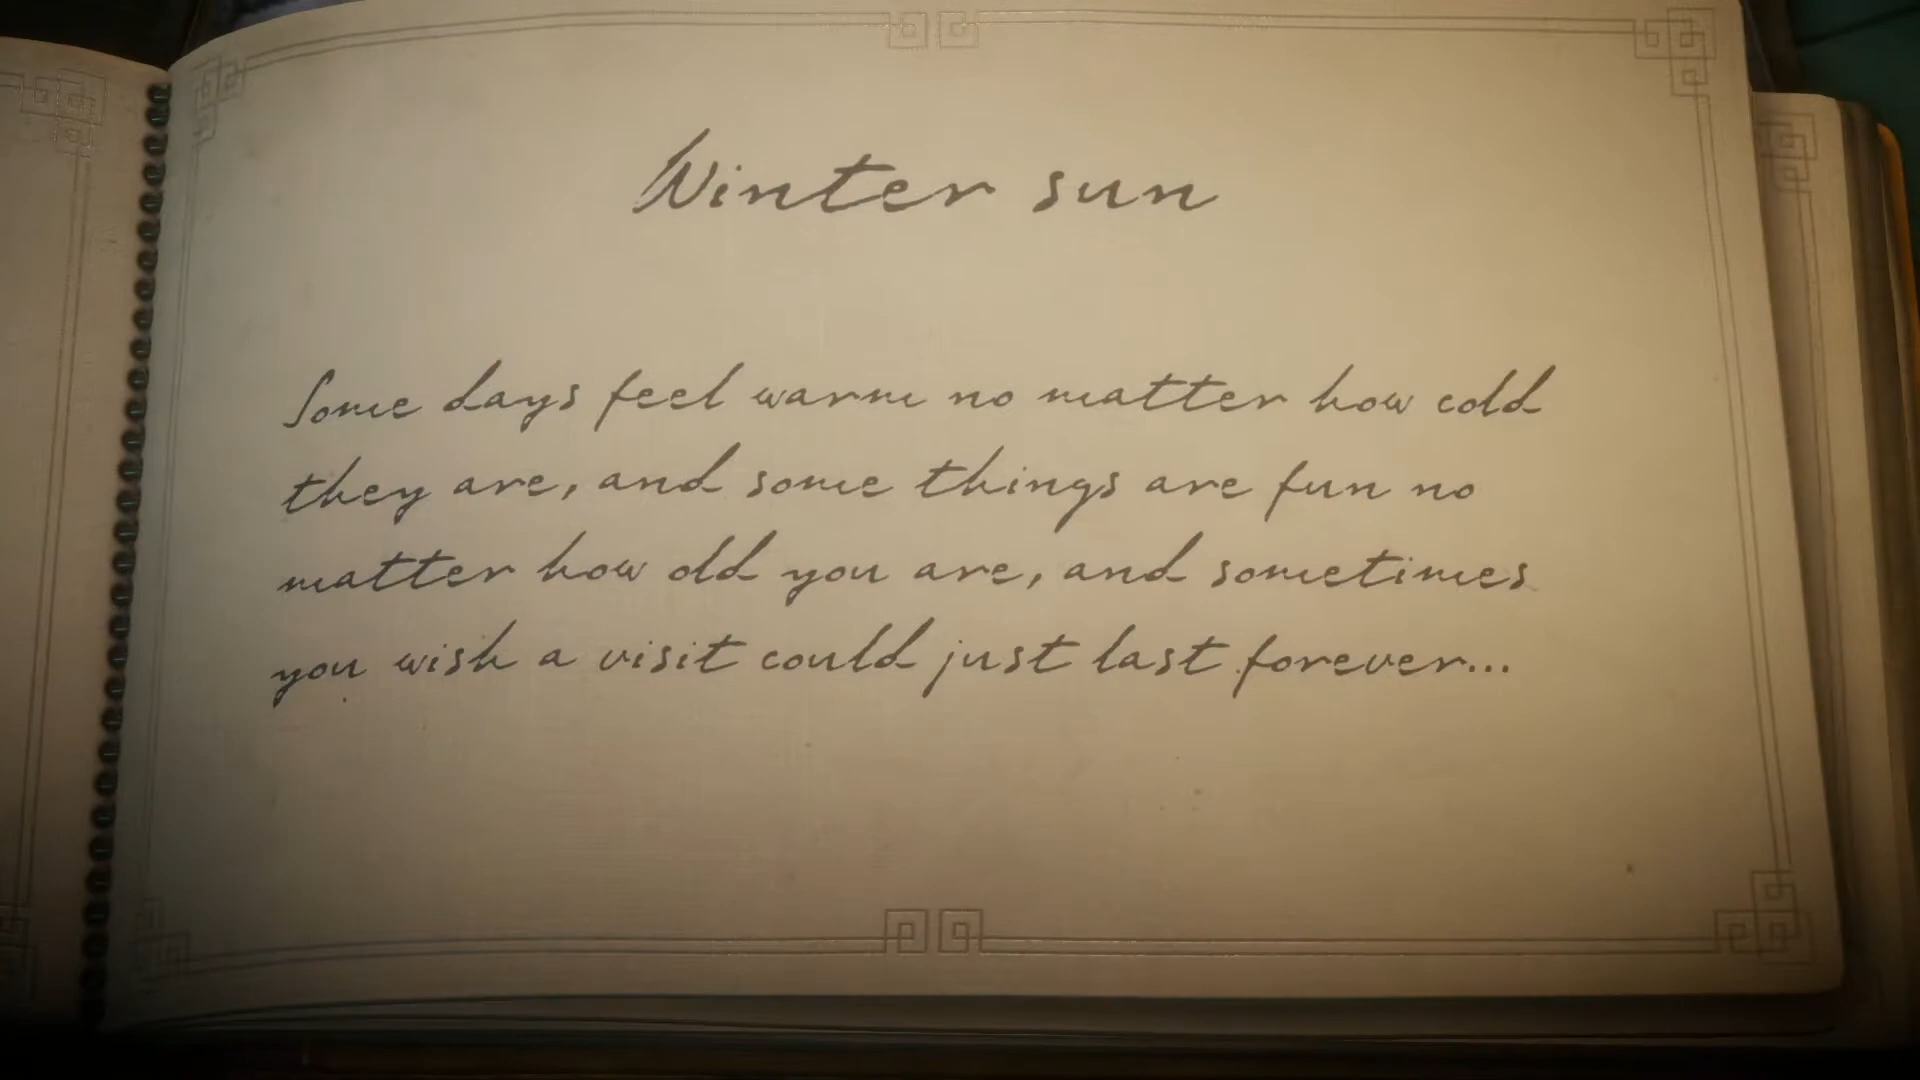 Winter sun
Some days feel warm no matter how cold
they are, and some things are fun no
matter how old you are, and sometimes
you wish a visit could just last forever...